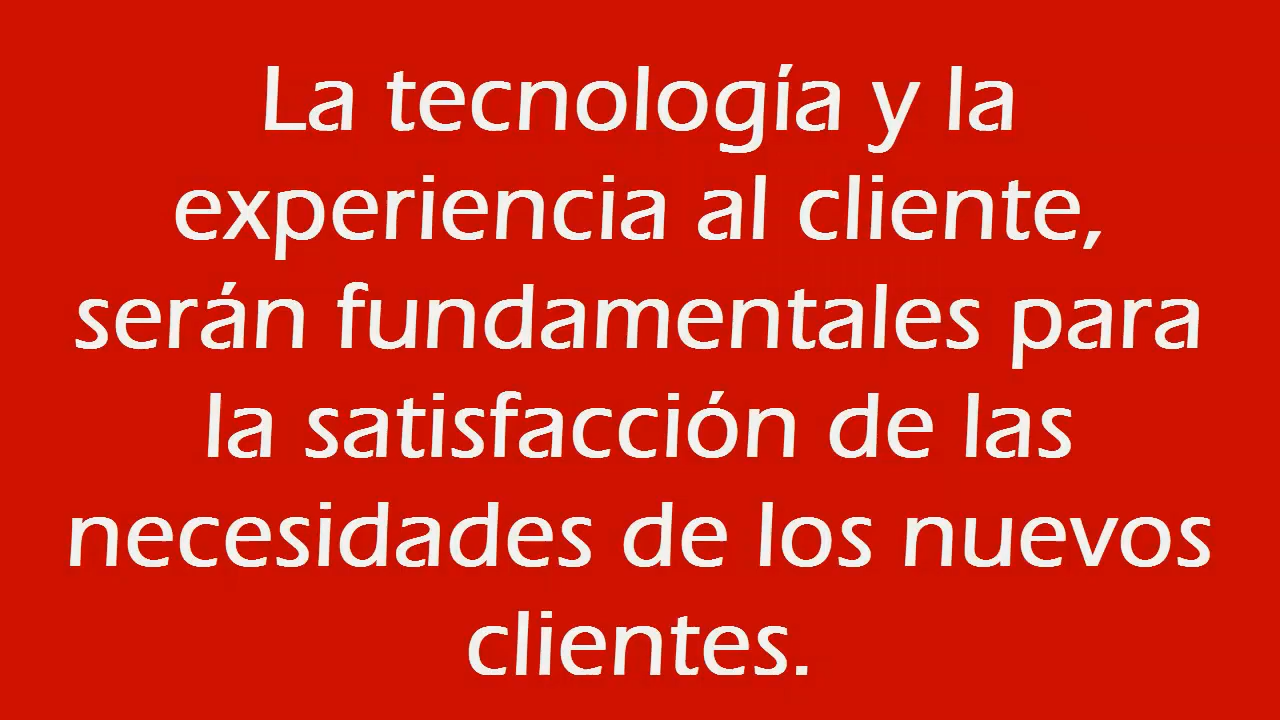 La tecnología y la
experiencia al cliente,
serán fundamentales para
la satisfacción de las
necesidades de los nuevos
clientes.